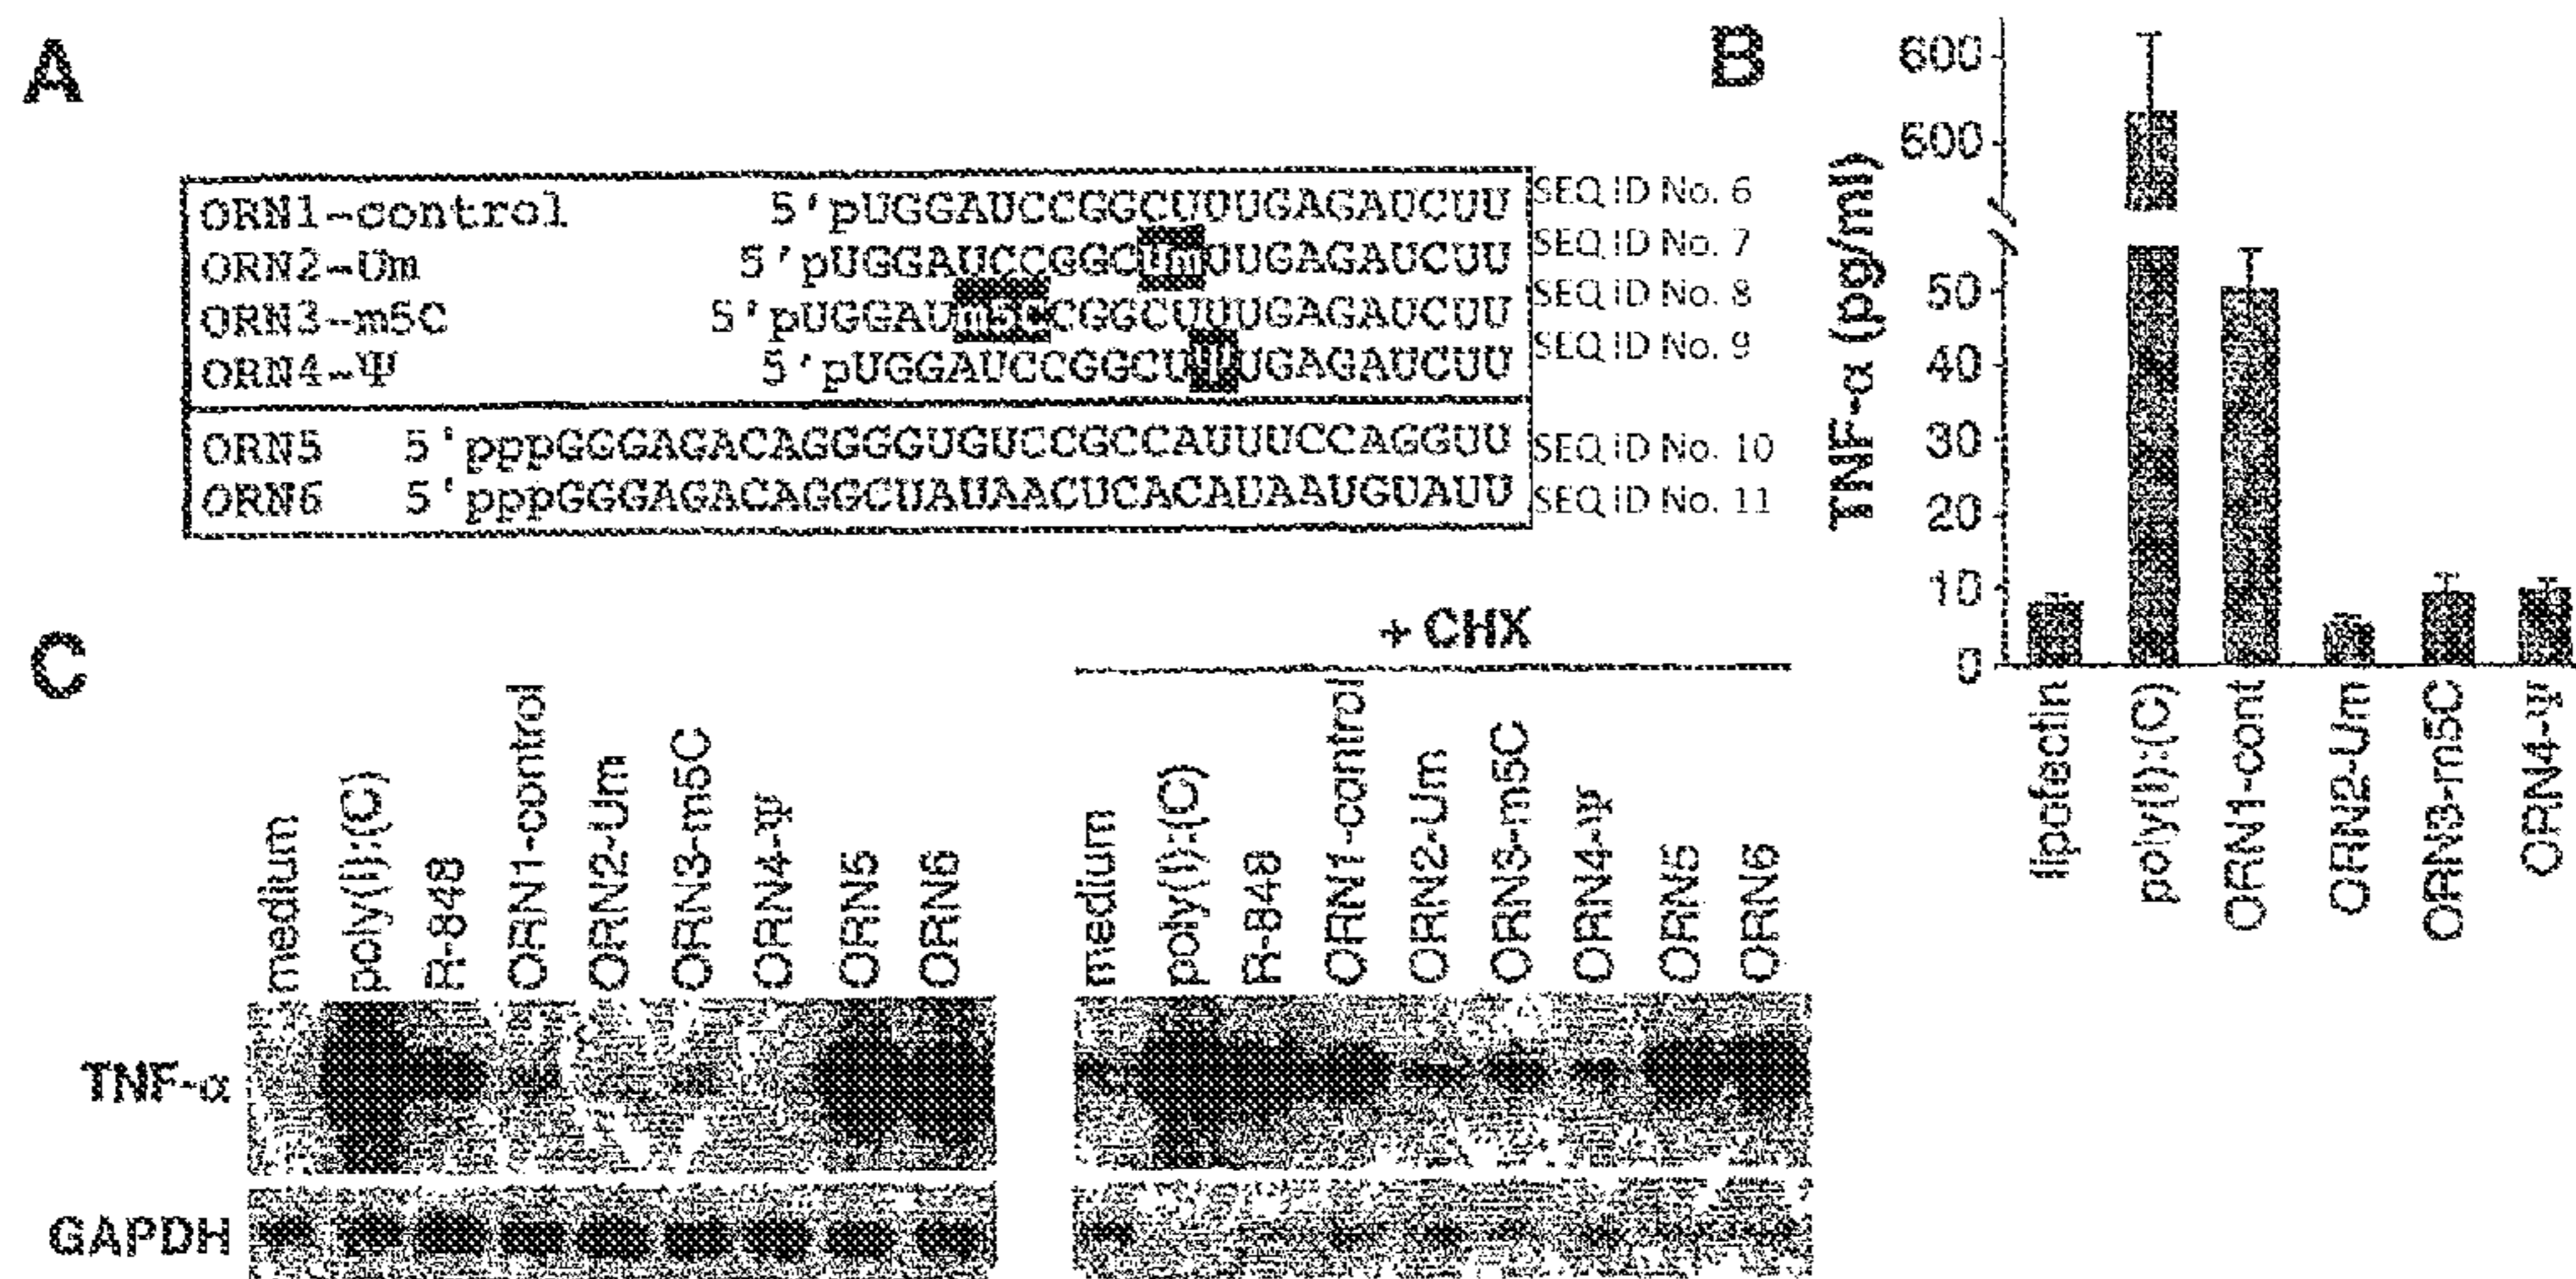 A
ORN1-control 5'pUGGAUCCGGCUUUGAGAUCUU SEQ ID No. 6
ORN2-Um 5'pUGGAUCCGGCUmUUGAGAUCUU SEQ ID No. 7
ORN3-m5C 5'pUGGAUm5CCGGCUUUGAGAUCUU SEQ ID No. 8
ORN4-Ψ 5'pUGGAUCCGGCUΨUGAGAUCUU SEQ ID No. 9
ORN5 5'pppGGGAGACAGGGGUGUCCGCCAUUUCCAGGUU SEQ ID No. 10
ORN6 5'pppGGGAGACAGGCUAUAACUCACAUAAUGUAUU SEQ ID No. 11
B
TNF-α (pg/ml)
600
500
50
40
30
20
10
0
lipofectin
poly(I):(C)
ORN1-cont
ORN2-Um
ORN3-m5C
ORN4-Ψ
C
+ CHX
medium
poly(I):(C)
R-848
ORN1-control
ORN2-Um
ORN3-m5C
ORN4-Ψ
ORN5
ORN6
medium
poly(I):(C)
R-848
ORN1-control
ORN2-Um
ORN3-m5C
ORN4-Ψ
ORN5
ORN6
TNF-α
GAPDH